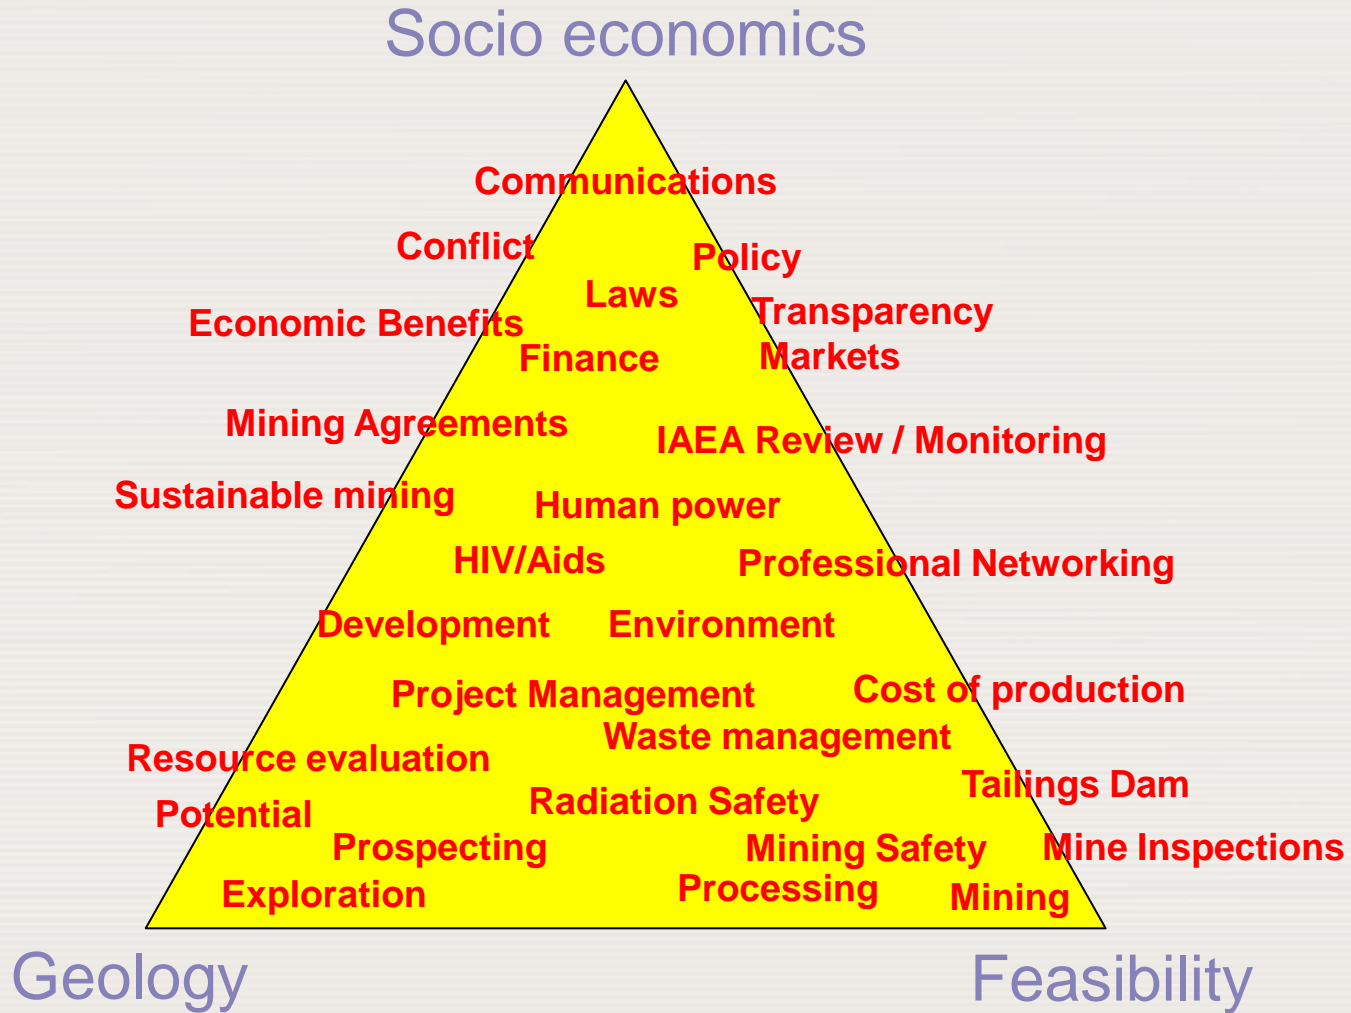 Socio economics
Communications
Conflict
Policy
Laws
Transparency
Economic Benefits
Finance
Markets
Mining Agreements
IAEA Review / Monitoring
Sustainable mining
Human power
HIV/Aids
Professional Networking
Development
Environment
Project Management
Cost of production
Waste management
Resource evaluation
Tailings Dam
Radiation Safety
Potential
Prospecting
Mining Safety
Mine Inspections
Exploration
Processing
Mining
Geology
Feasibility